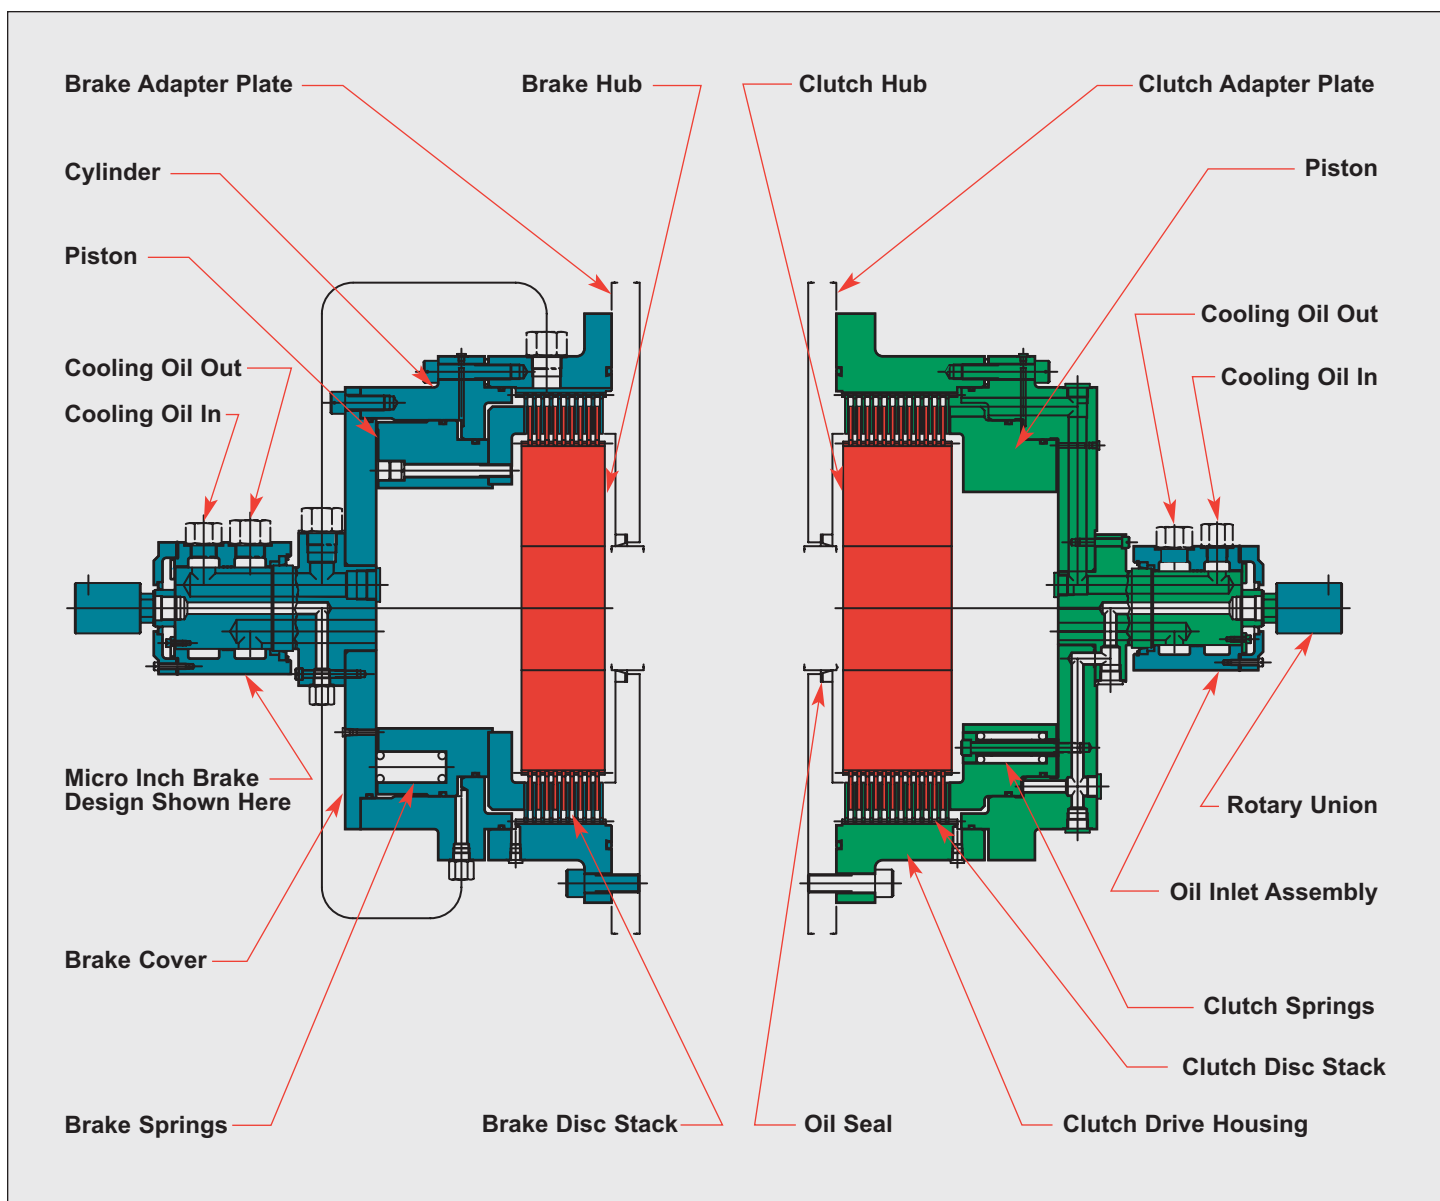 Brake Adapter Plate
Brake Hub
Clutch Hub
Clutch Adapter Plate
Cylinder
Piston
Piston
Cooling Oil Out
Cooling Oil In
Cooling Oil Out
Cooling Oil In
Micro Inch Brake
Design Shown Here
Rotary Union
Oil Inlet Assembly
Brake Cover
Clutch Springs
Clutch Disc Stack
Brake Springs
Brake Disc Stack
Oil Seal
Clutch Drive Housing